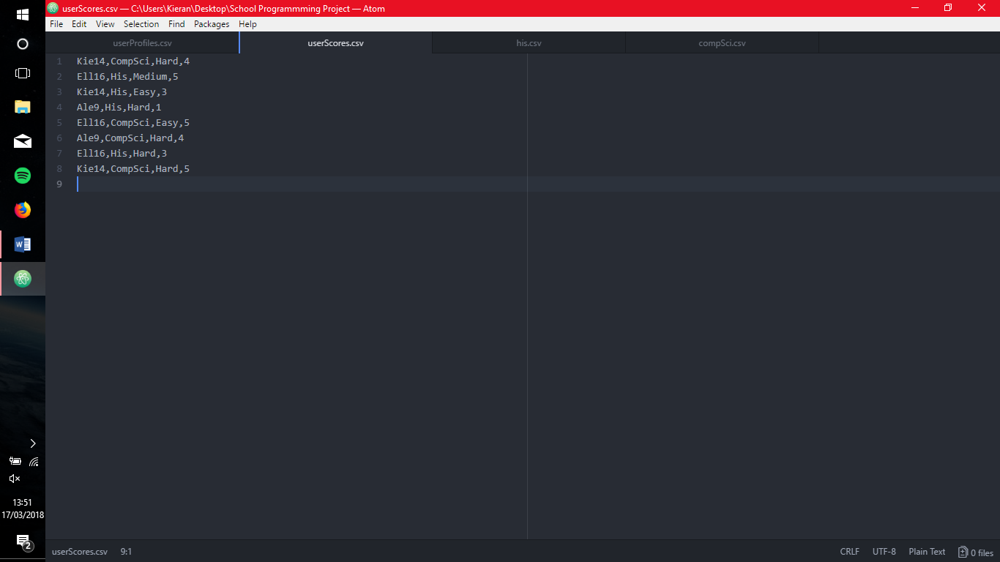 userScores.csv — C:\Users\Kieran\Desktop\School Programmming Project — Atom
File Edit View Selection Find Packages Help
userProfiles.csv userScores.csv his.csv compSci.csv
1 Kie14,CompSci,Hard,4
2 Ell16,His,Medium,5
3 Kie14,His,Easy,3
4 Ale9,His,Hard,1
5 Ell16,CompSci,Easy,5
6 Ale9,CompSci,Hard,4
7 Ell16,His,Hard,3
8 Kie14,CompSci,Hard,5
9
W
13:51
17/03/2018
2
userScores.csv 9:1 CRLF UTF-8 Plain Text 0 files